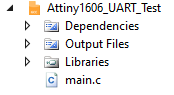 Attiny1606_UART_Test
Dependencies
Output Files
Libraries
main.c